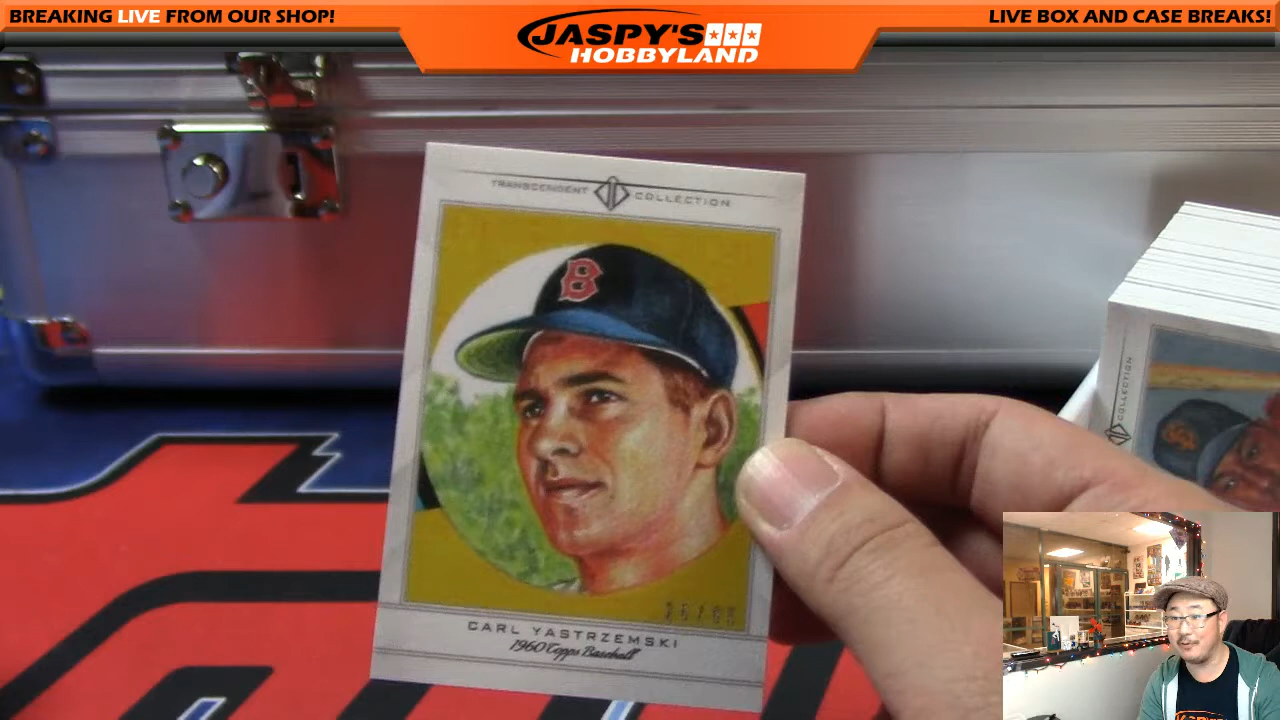 BREAKING LIVE FROM OUR SHOP!
JASPY'S
HOBBYLAND
LIVE BOX AND CASE BREAKS!
TRANSCENDENT COLLECTION
B
CARL YASTRZEMSKI
1960 Topps Baseball
COLLECTION